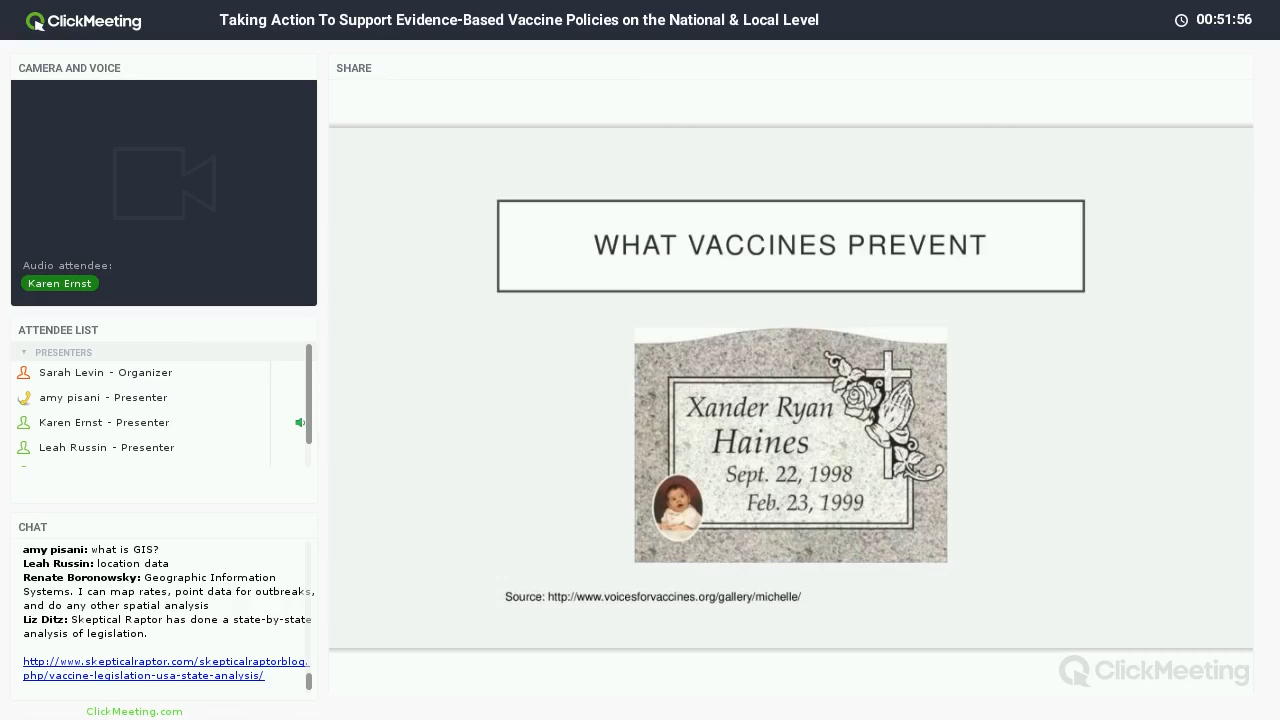 ClickMeeting
Taking Action To Support Evidence-Based Vaccine Policies on the National & Local Level
00:51:56
CAMERA AND VOICE
Audio attendee:
Karen Ernst
ATTENDEE LIST
PRESENTERS
Sarah Levin - Organizer
amy pisani - Presenter
Karen Ernst - Presenter
Leah Russin - Presenter
CHAT
amy pisani: what is GIS?
Leah Russin: location data
Renate Boronowsky: Geographic Information
Systems. I can map rates, point data for outbreaks,
and do any other spatial analysis
Liz Ditz: Skeptical Raptor has done a state-by-state
analysis of legislation.
http://www.skepticalraptor.com/skepticalraptorblog.
php/vaccine-legislation-usa-state-analysis/
ClickMeeting.com
SHARE
WHAT VACCINES PREVENT
Xander Ryan
Haines
Sept. 22, 1998
Feb. 23, 1999
Source: http://www.voicesforvaccines.org/gallery/michelle/
ClickMeeting